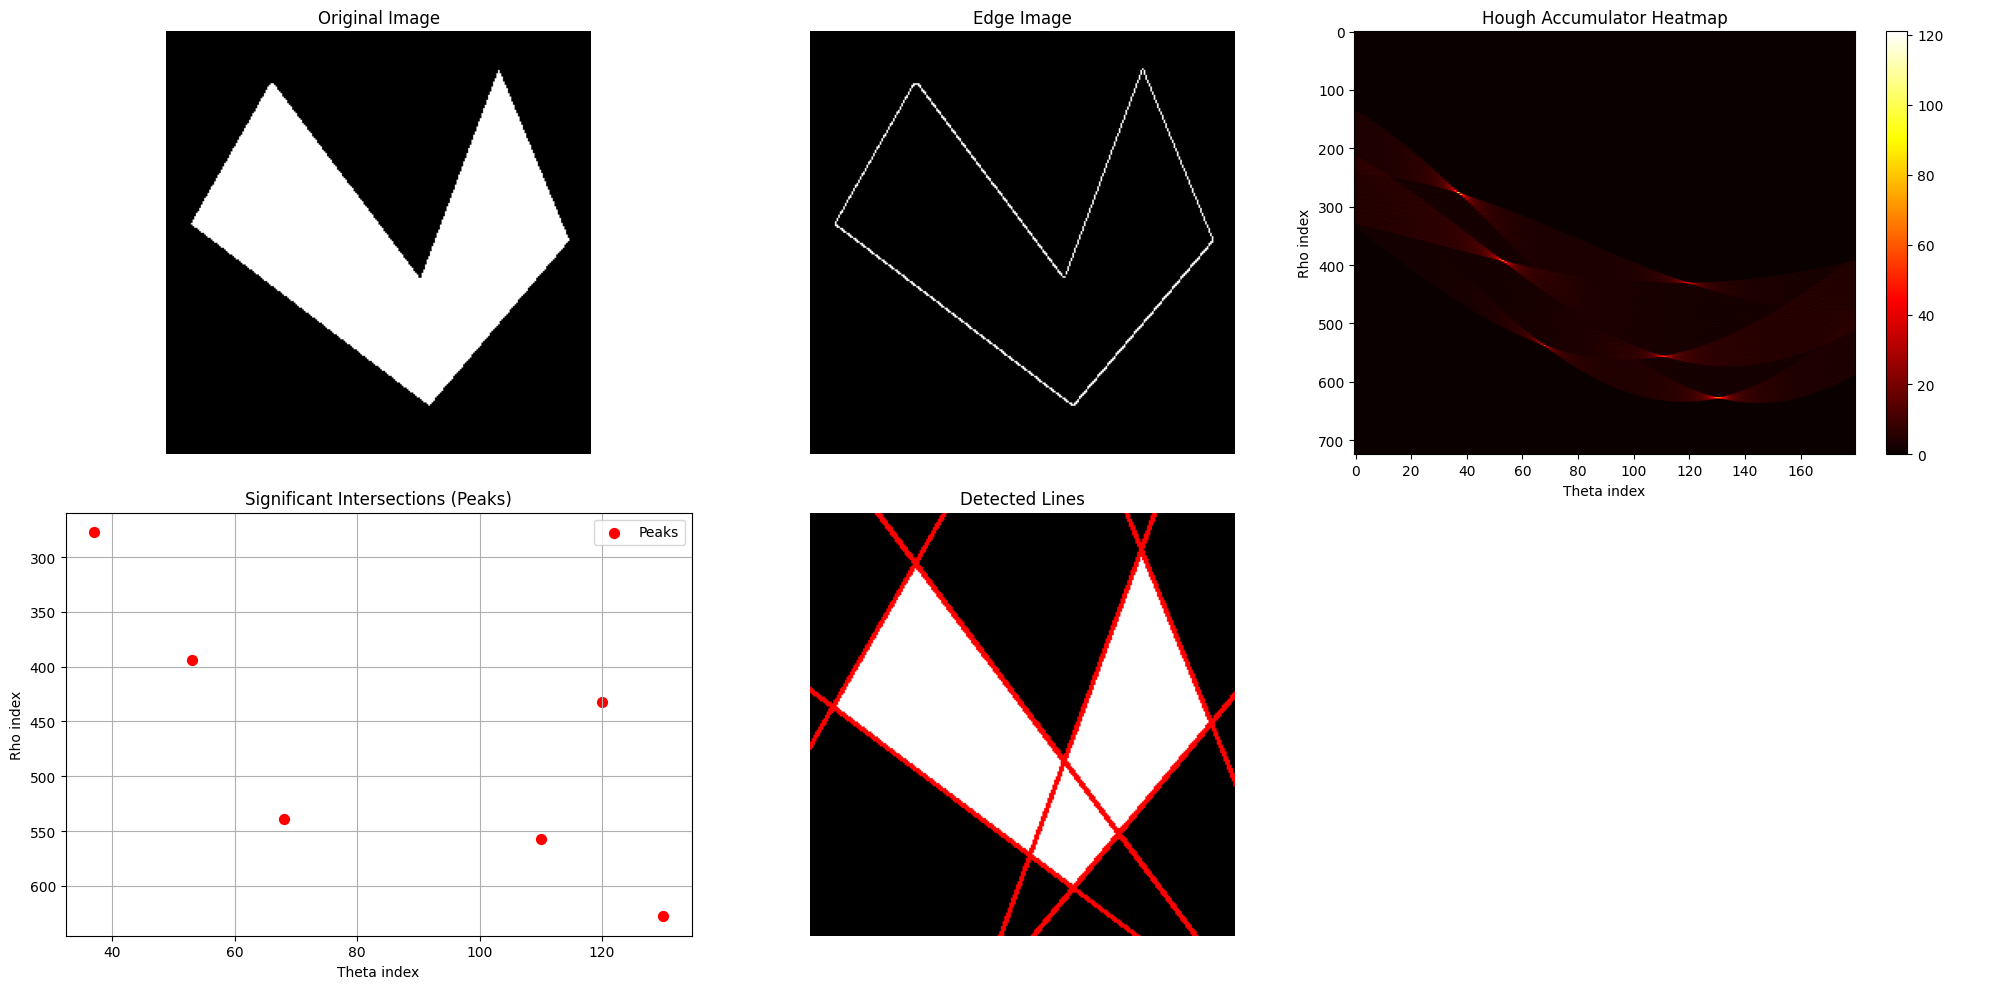 Original Image
Edge Image
Hough Accumulator Heatmap
0
100
200
300
400
500
600
700
Rho index
0 20 40 60 80 100 120 140 160
Theta index
120
100
80
60
40
20
0
Significant Intersections (Peaks)
Peaks
300
350
400
450
500
550
600
Rho index
40 60 80 100 120
Theta index
Detected Lines